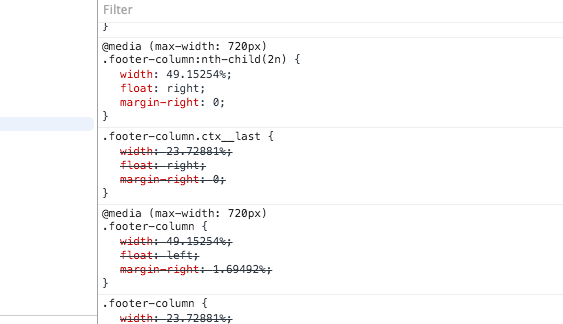 Filter
}
@media (max-width: 720px)
.footer-column:nth-child(2n) {
width: 49.15254%;
float: right;
margin-right: 0;
}
.footer-column.ctx__last {
width: 23.72881%;
float: right;
margin-right: 0;
}
@media (max-width: 720px)
.footer-column {
width: 49.15254%;
float: left;
margin-right: 1.69492%;
}
.footer-column {
width: 23.72881%;